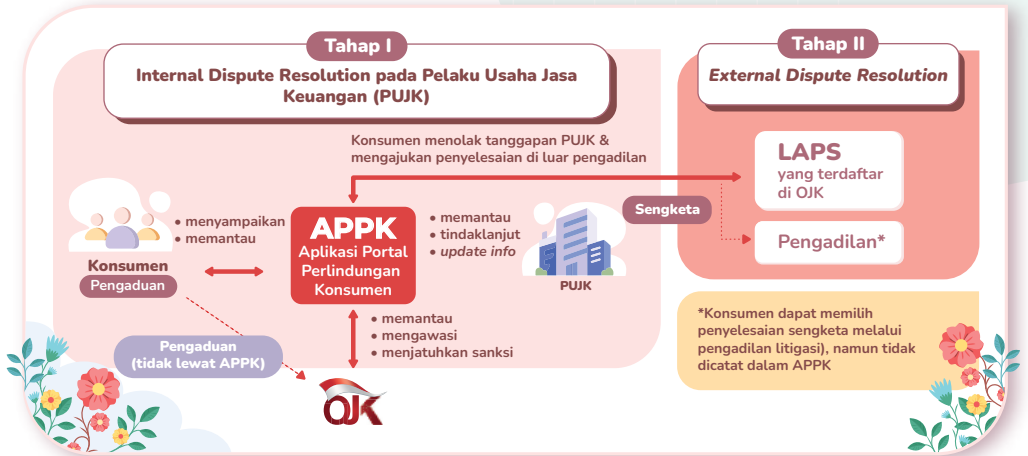 Tahap I
Internal Dispute Resolution pada Pelaku Usaha Jasa
Keuangan (PUJK)
Tahap II
External Dispute Resolution
Konsumen menolak tanggapan PUJK &
mengajukan penyelesaian di luar pengadilan
LAPS
yang terdaftar
di OJK
Sengketa
Pengadilan*
• menyampaikan
• memantau
Konsumen
Pengaduan
APPK
Aplikasi Portal
Perlindungan
Konsumen
• memantau
• tindaklanjut
• update info
PUJK
• memantau
• mengawasi
• menjatuhkan sanksi
Pengaduan
(tidak lewat APPK)
OJK
*Konsumen dapat memilih
penyelesaian sengketa melalui
pengadilan litigasi), namun tidak
dicatat dalam APPK